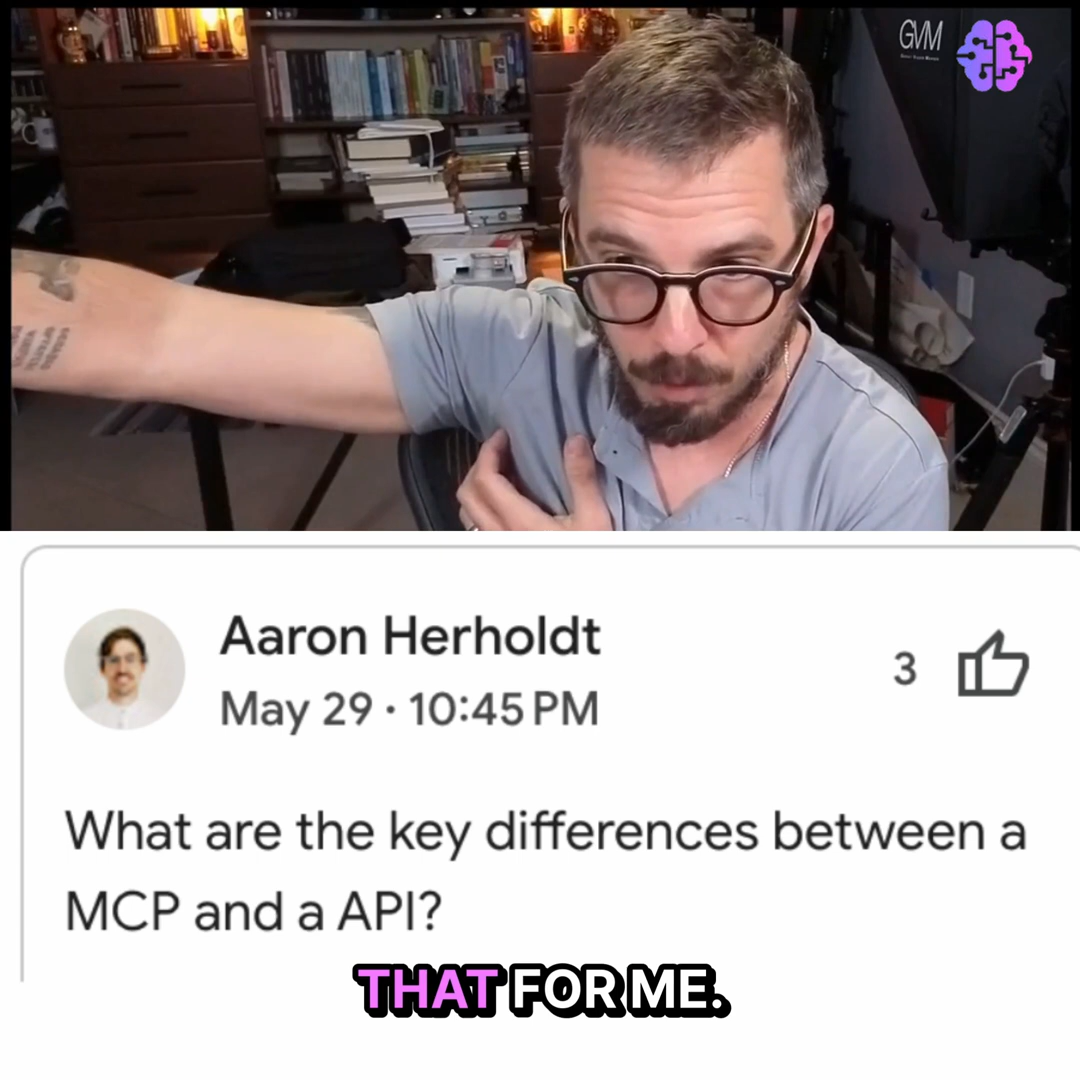 GVM
Aaron Herholdt
3
May 29 · 10:45 PM
What are the key differences between a
MCP and a API?
THAT FOR ME.